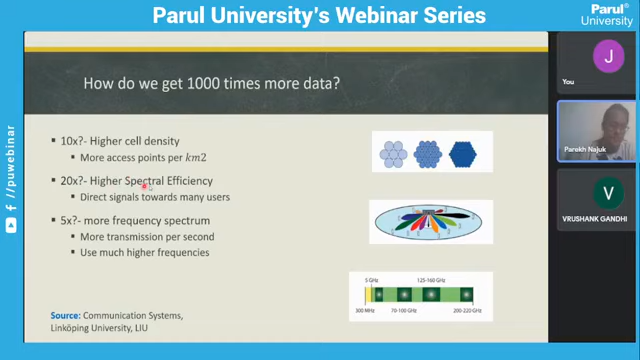 Parul University's Webinar Series
Parul®
University
How do we get 1000 times more data?
▪ 10x?- Higher cell density
▪ More access points per km2
▪ 20x?- Higher Spectral Efficiency
▪ Direct signals towards many users
▪ 5x?- more frequency spectrum
▪ More transmission per second
▪ Use much higher frequencies
5 GHz
125-160 GHz
300 MHz
70-100 GHz
200-220 GHz
Source: Communication Systems,
Linköping University, LIU
J
You
Parekh Najuk
V
VRUSHANK GANDHI
/puwebinar